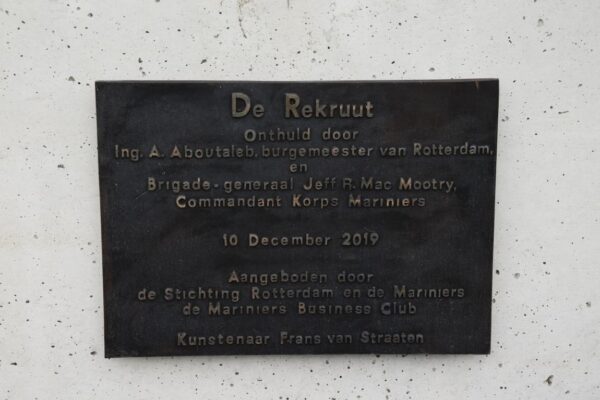 De Rekruut
Onthuld door
Ing. A. Aboutaleb, burgemeester van Rotterdam,
en
Brigade-generaal Jeff R. Mac Mootry,
Commandant Korps Mariniers
10 December 2019
Aangeboden door
de Stichting Rotterdam en de Mariniers
de Mariniers Business Club
Kunstenaar Frans van Straaten